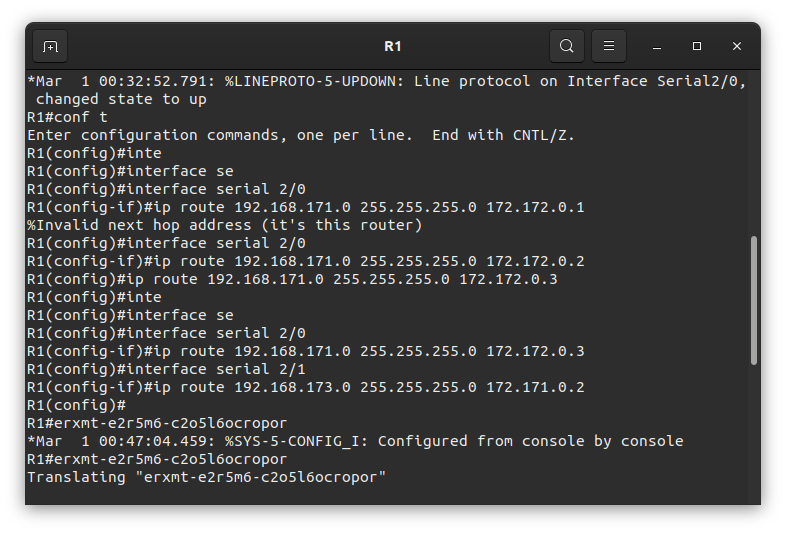 R1
*Mar  1 00:32:52.791: %LINEPROTO-5-UPDOWN: Line protocol on Interface Serial2/0,
 changed state to up
R1#conf t
Enter configuration commands, one per line.  End with CNTL/Z.
R1(config)#inte
R1(config)#interface se
R1(config)#interface serial 2/0
R1(config-if)#ip route 192.168.171.0 255.255.255.0 172.172.0.1
%Invalid next hop address (it's this router)
R1(config)#interface serial 2/0
R1(config-if)#ip route 192.168.171.0 255.255.255.0 172.172.0.2
R1(config)#ip route 192.168.171.0 255.255.255.0 172.172.0.3
R1(config)#inte
R1(config)#interface se
R1(config)#interface serial 2/0
R1(config-if)#ip route 192.168.171.0 255.255.255.0 172.172.0.3
R1(config)#interface serial 2/1
R1(config-if)#ip route 192.168.173.0 255.255.255.0 172.171.0.2
R1(config)#
R1#erxmt-e2r5m6-c2o5l6ocropor
*Mar  1 00:47:04.459: %SYS-5-CONFIG_I: Configured from console by console
R1#erxmt-e2r5m6-c2o5l6ocropor
Translating "erxmt-e2r5m6-c2o5l6ocropor"